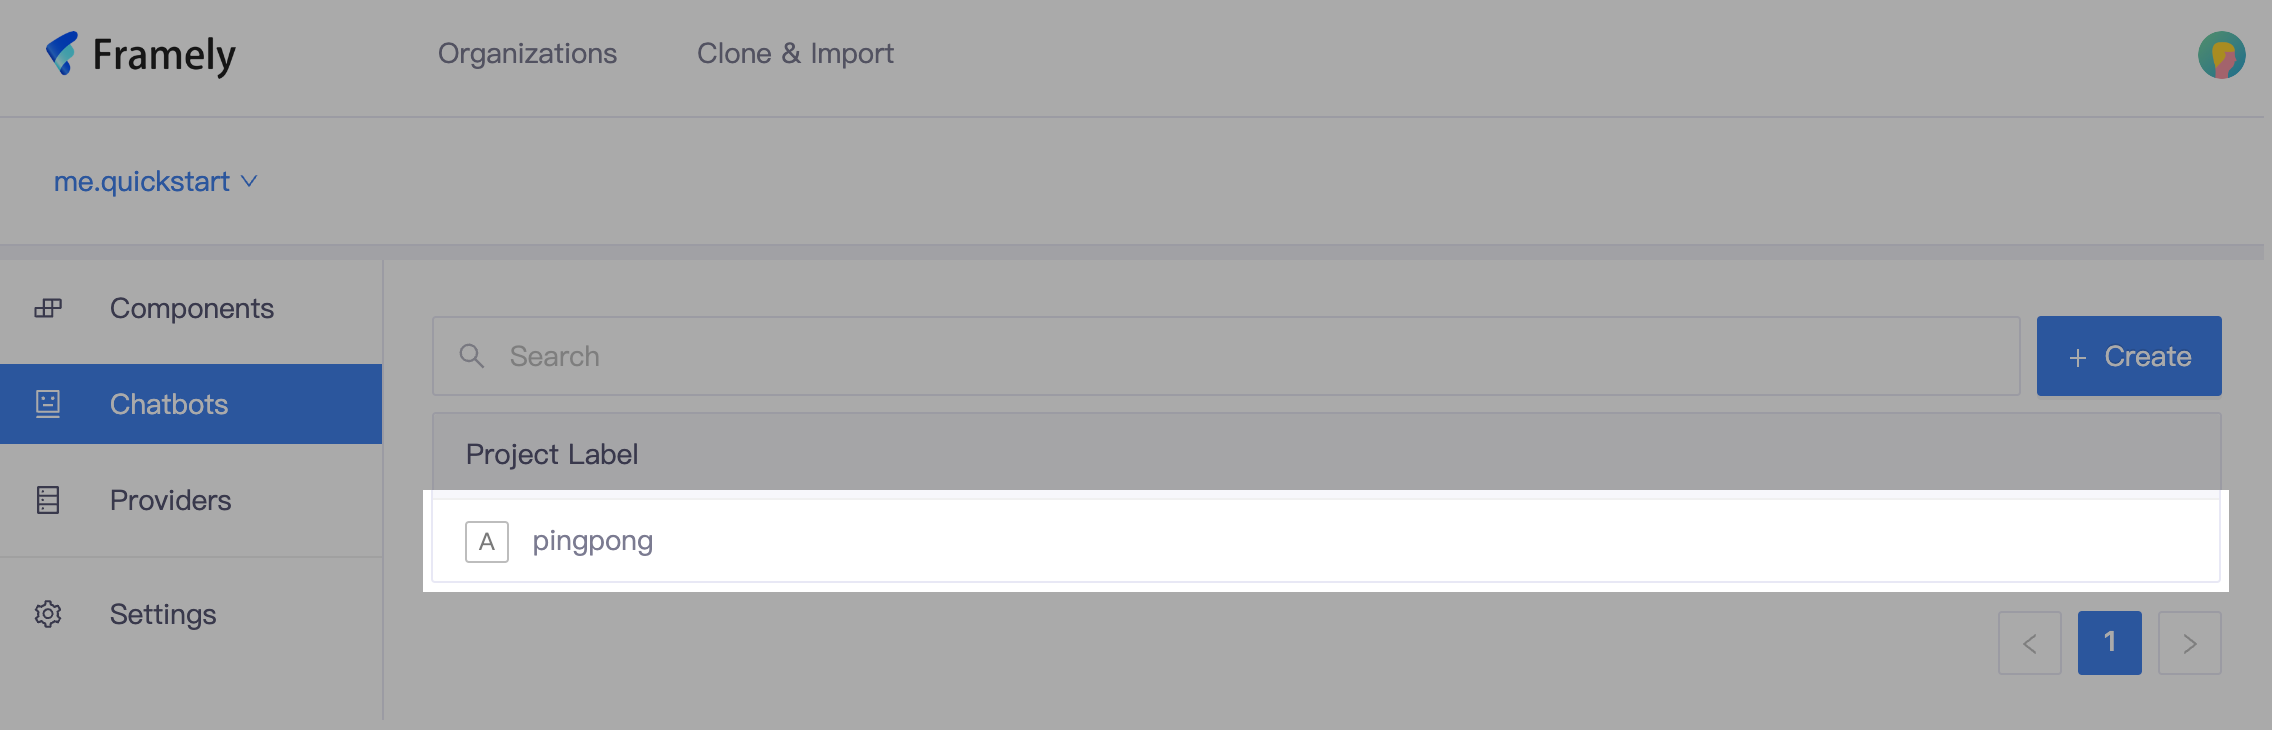 Framely
Organizations
Clone & Import
me.quickstart
Components
Chatbots
Providers
Settings
Search
+ Create
Project Label
A pingpong
< 1 >